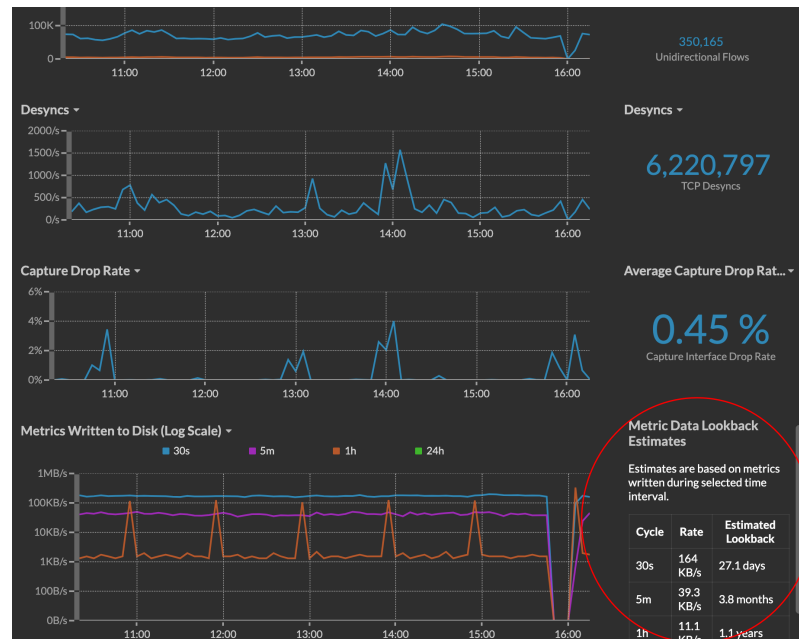 100K
0
11:00 12:00 13:00 14:00 15:00 16:00
350,165
Unidirectional Flows
Desyncs
2000/s
1500/s
1000/s
500/s
0/s
11:00 12:00 13:00 14:00 15:00 16:00
Desyncs
6,220,797
TCP Desyncs
Capture Drop Rate
6%
4%
2%
0%
11:00 12:00 13:00 14:00 15:00 16:00
Average Capture Drop Rat...
0.45 %
Capture Interface Drop Rate
Metrics Written to Disk (Log Scale)
30s 5m 1h 24h
1MB/s
100KB/s
10KB/s
1KB/s
100B/s
0B/s
11:00 12:00 13:00 14:00 15:00 16:00
Metric Data Lookback
Estimates
Estimates are based on metrics
written during selected time
interval.
Cycle Rate Estimated
Lookback
30s 164
KB/s 27.1 days
5m 39.3
KB/s 3.8 months
1h 11.1
KB/s 1.1 years